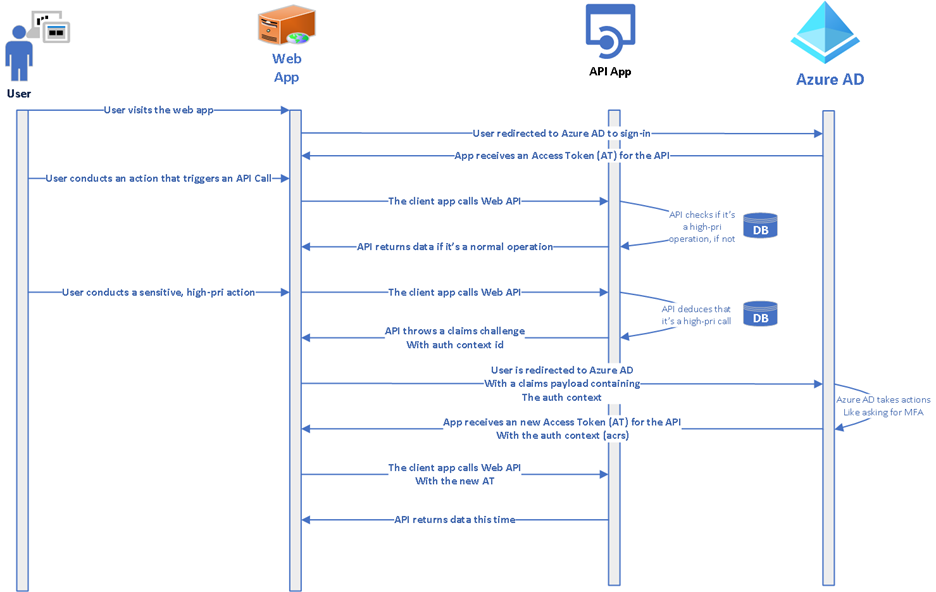 User
Web
App
API App
Azure AD
User visits the web app
User redirected to Azure AD to sign-in
App receives an Access Token (AT) for the API
User conducts an action that triggers an API Call
The client app calls Web API
API checks if it's
a high-pri
operation, if not
DB
API returns data if it's a normal operation
User conducts a sensitive, high-pri action
The client app calls Web API
API deduces that
it's a high-pri call
DB
API throws a claims challenge
With auth context id
User is redirected to Azure AD
With a claims payload containing
The auth context
Azure AD takes actions
Like asking for MFA
App receives an new Access Token (AT) for the API
With the auth context (acrs)
The client app calls Web API
With the new AT
API returns data this time